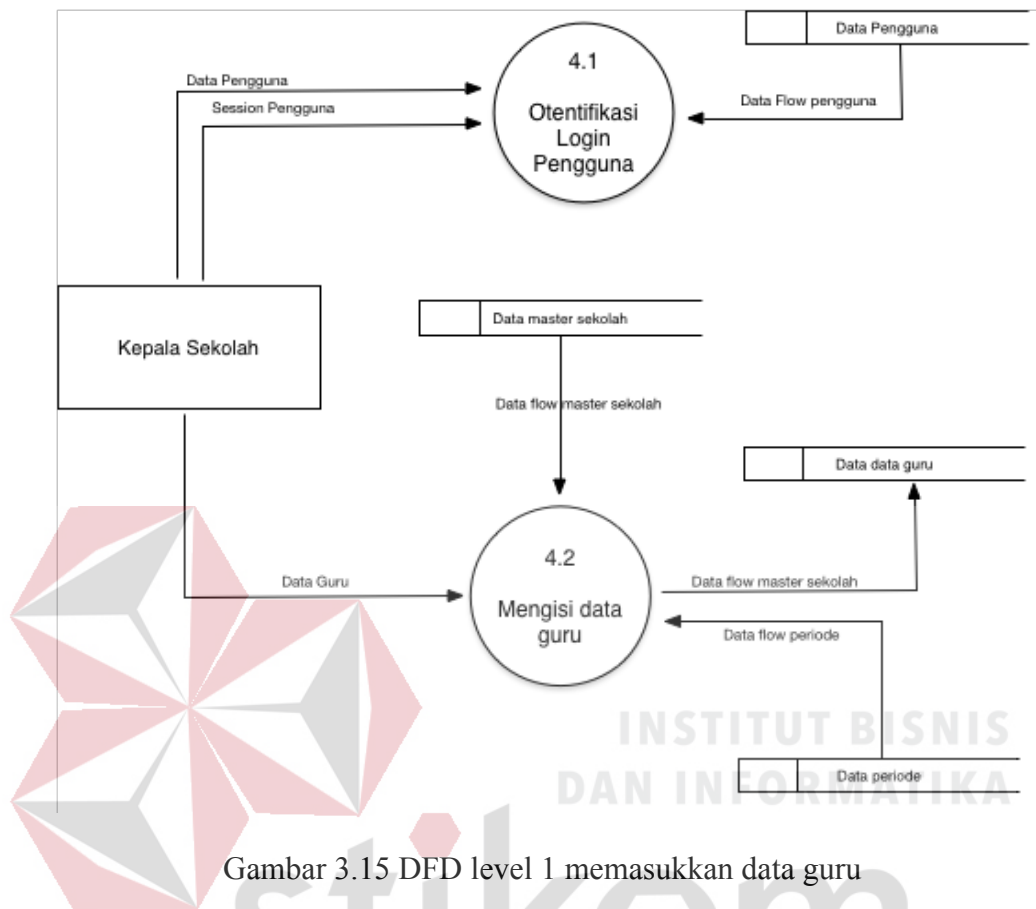 Data Pengguna
4.1
Otentifikasi
Login
Pengguna
Data Pengguna
Session Pengguna
Data Flow pengguna
Kepala Sekolah
Data master sekolah
Data flow master sekolah
Data data guru
4.2
Mengisi data
guru
Data Guru
Data flow master sekolah
Data flow periode
INSTITUT BISNIS
DAN INFORMATIKA
Data periode
Gambar 3.15 DFD level 1 memasukkan data guru
stikom